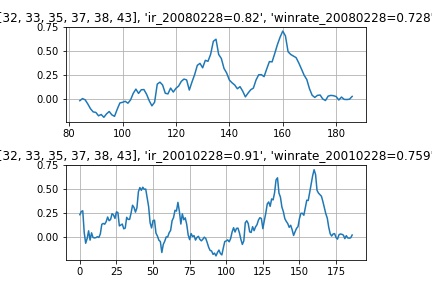 [32, 33, 35, 37, 38, 43], 'ir_20080228=0.82', 'winrate_20080228=0.728'
0.75
0.50
0.25
0.00
80 100 120 140 160 180
[32, 33, 35, 37, 38, 43], 'ir_20010228=0.91', 'winrate_20010228=0.759'
0.75
0.50
0.25
0.00
0 25 50 75 100 125 150 175